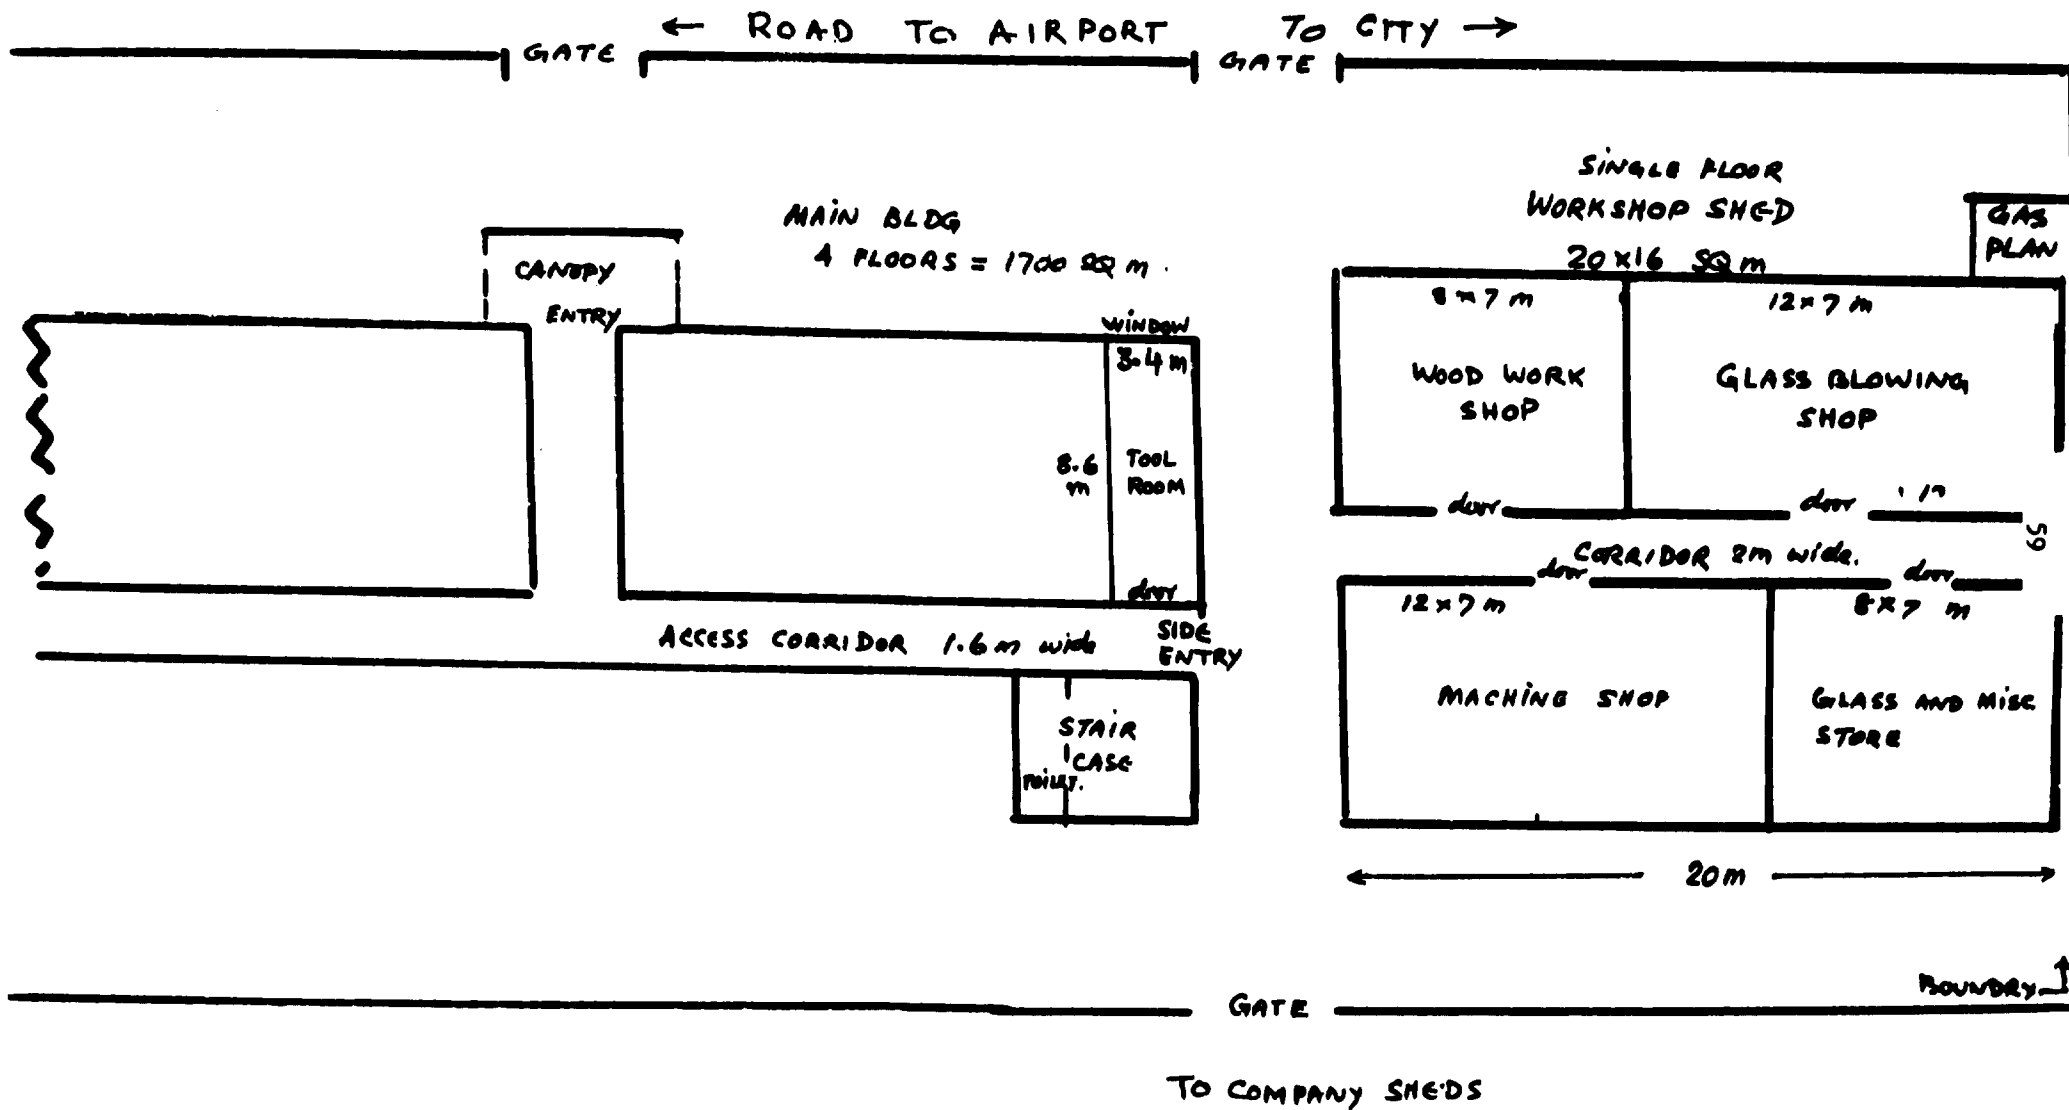 ← ROAD TO AIRPORT TO CITY →
GATE
GATE
SINGLE FLOOR
WORKSHOP SHED
20 x 16 SQ m
GAS
PLAN
MAIN BLDG
4 FLOORS = 1700 SQ m.
CANOPY
ENTRY
WINDOW
3.4 m
8.6
m
TOOL
ROOM
door
8 x 7 m
12 x 7 m
WOOD WORK
SHOP
GLASS BLOWING
SHOP
door
door
59
CORRIDOR 2m wide.
door
door
12 x 7 m
8 x 7 m
ACCESS CORRIDOR 1.6 m wide
SIDE
ENTRY
STAIR
CASE
TOILET.
MACHINE SHOP
GLASS AND MISC
STORE
20 m
BOUNDRY
GATE
TO COMPANY SHEDS